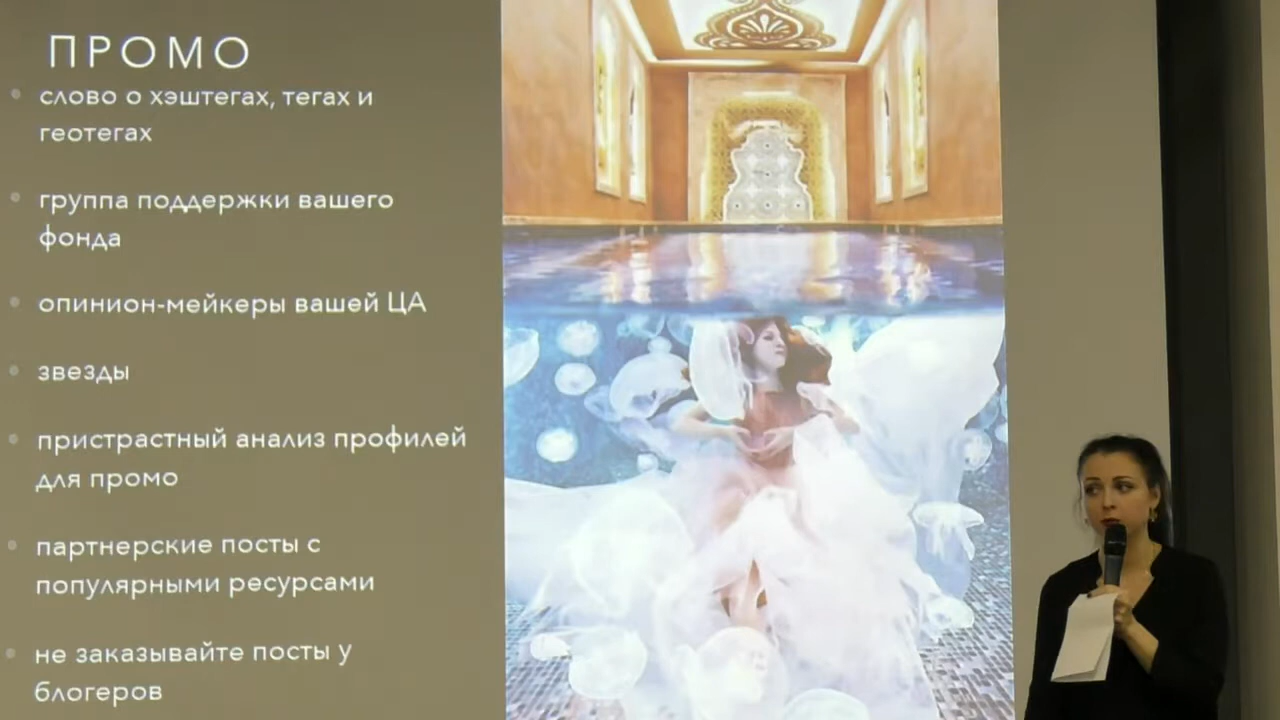 ПРОМО
слово о хэштегах, тегах и
геотегах
группа поддержки вашего
фонда
опинион-мейкеры вашей ЦА
звезды
пристрастный анализ профилей
для промо
партнерские посты с
популярными ресурсами
не заказывайте посты у
блогеров